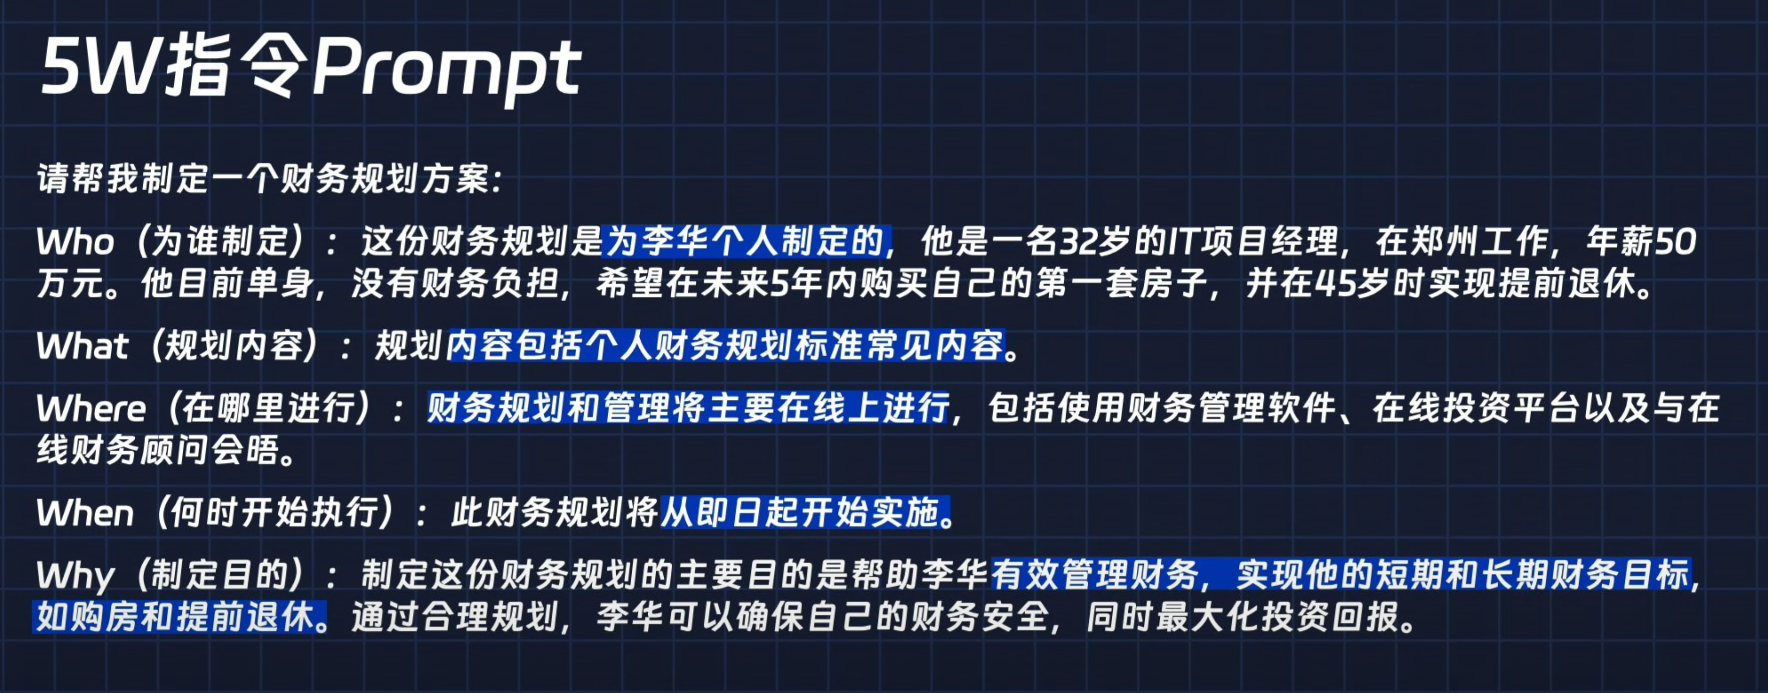 5W指令Prompt
请帮我制定一个财务规划方案：
Who（为谁制定）：这份财务规划是为李华个人制定的，他是一名32岁的IT项目经理，在郑州工作，年薪50
万元。他目前单身，没有财务负担，希望在未来5年内购买自己的第一套房子，并在45岁时实现提前退休。
What（规划内容）：规划内容包括个人财务规划标准常见内容。
Where（在哪里进行）：财务规划和管理将主要在线上进行，包括使用财务管理软件、在线投资平台以及与在
线财务顾问会晤。
When（何时开始执行）：此财务规划将从即日起开始实施。
Why（制定目的）：制定这份财务规划的主要目的是帮助李华有效管理财务，实现他的短期和长期财务目标，
如购房和提前退休。通过合理规划，李华可以确保自己的财务安全，同时最大化投资回报。